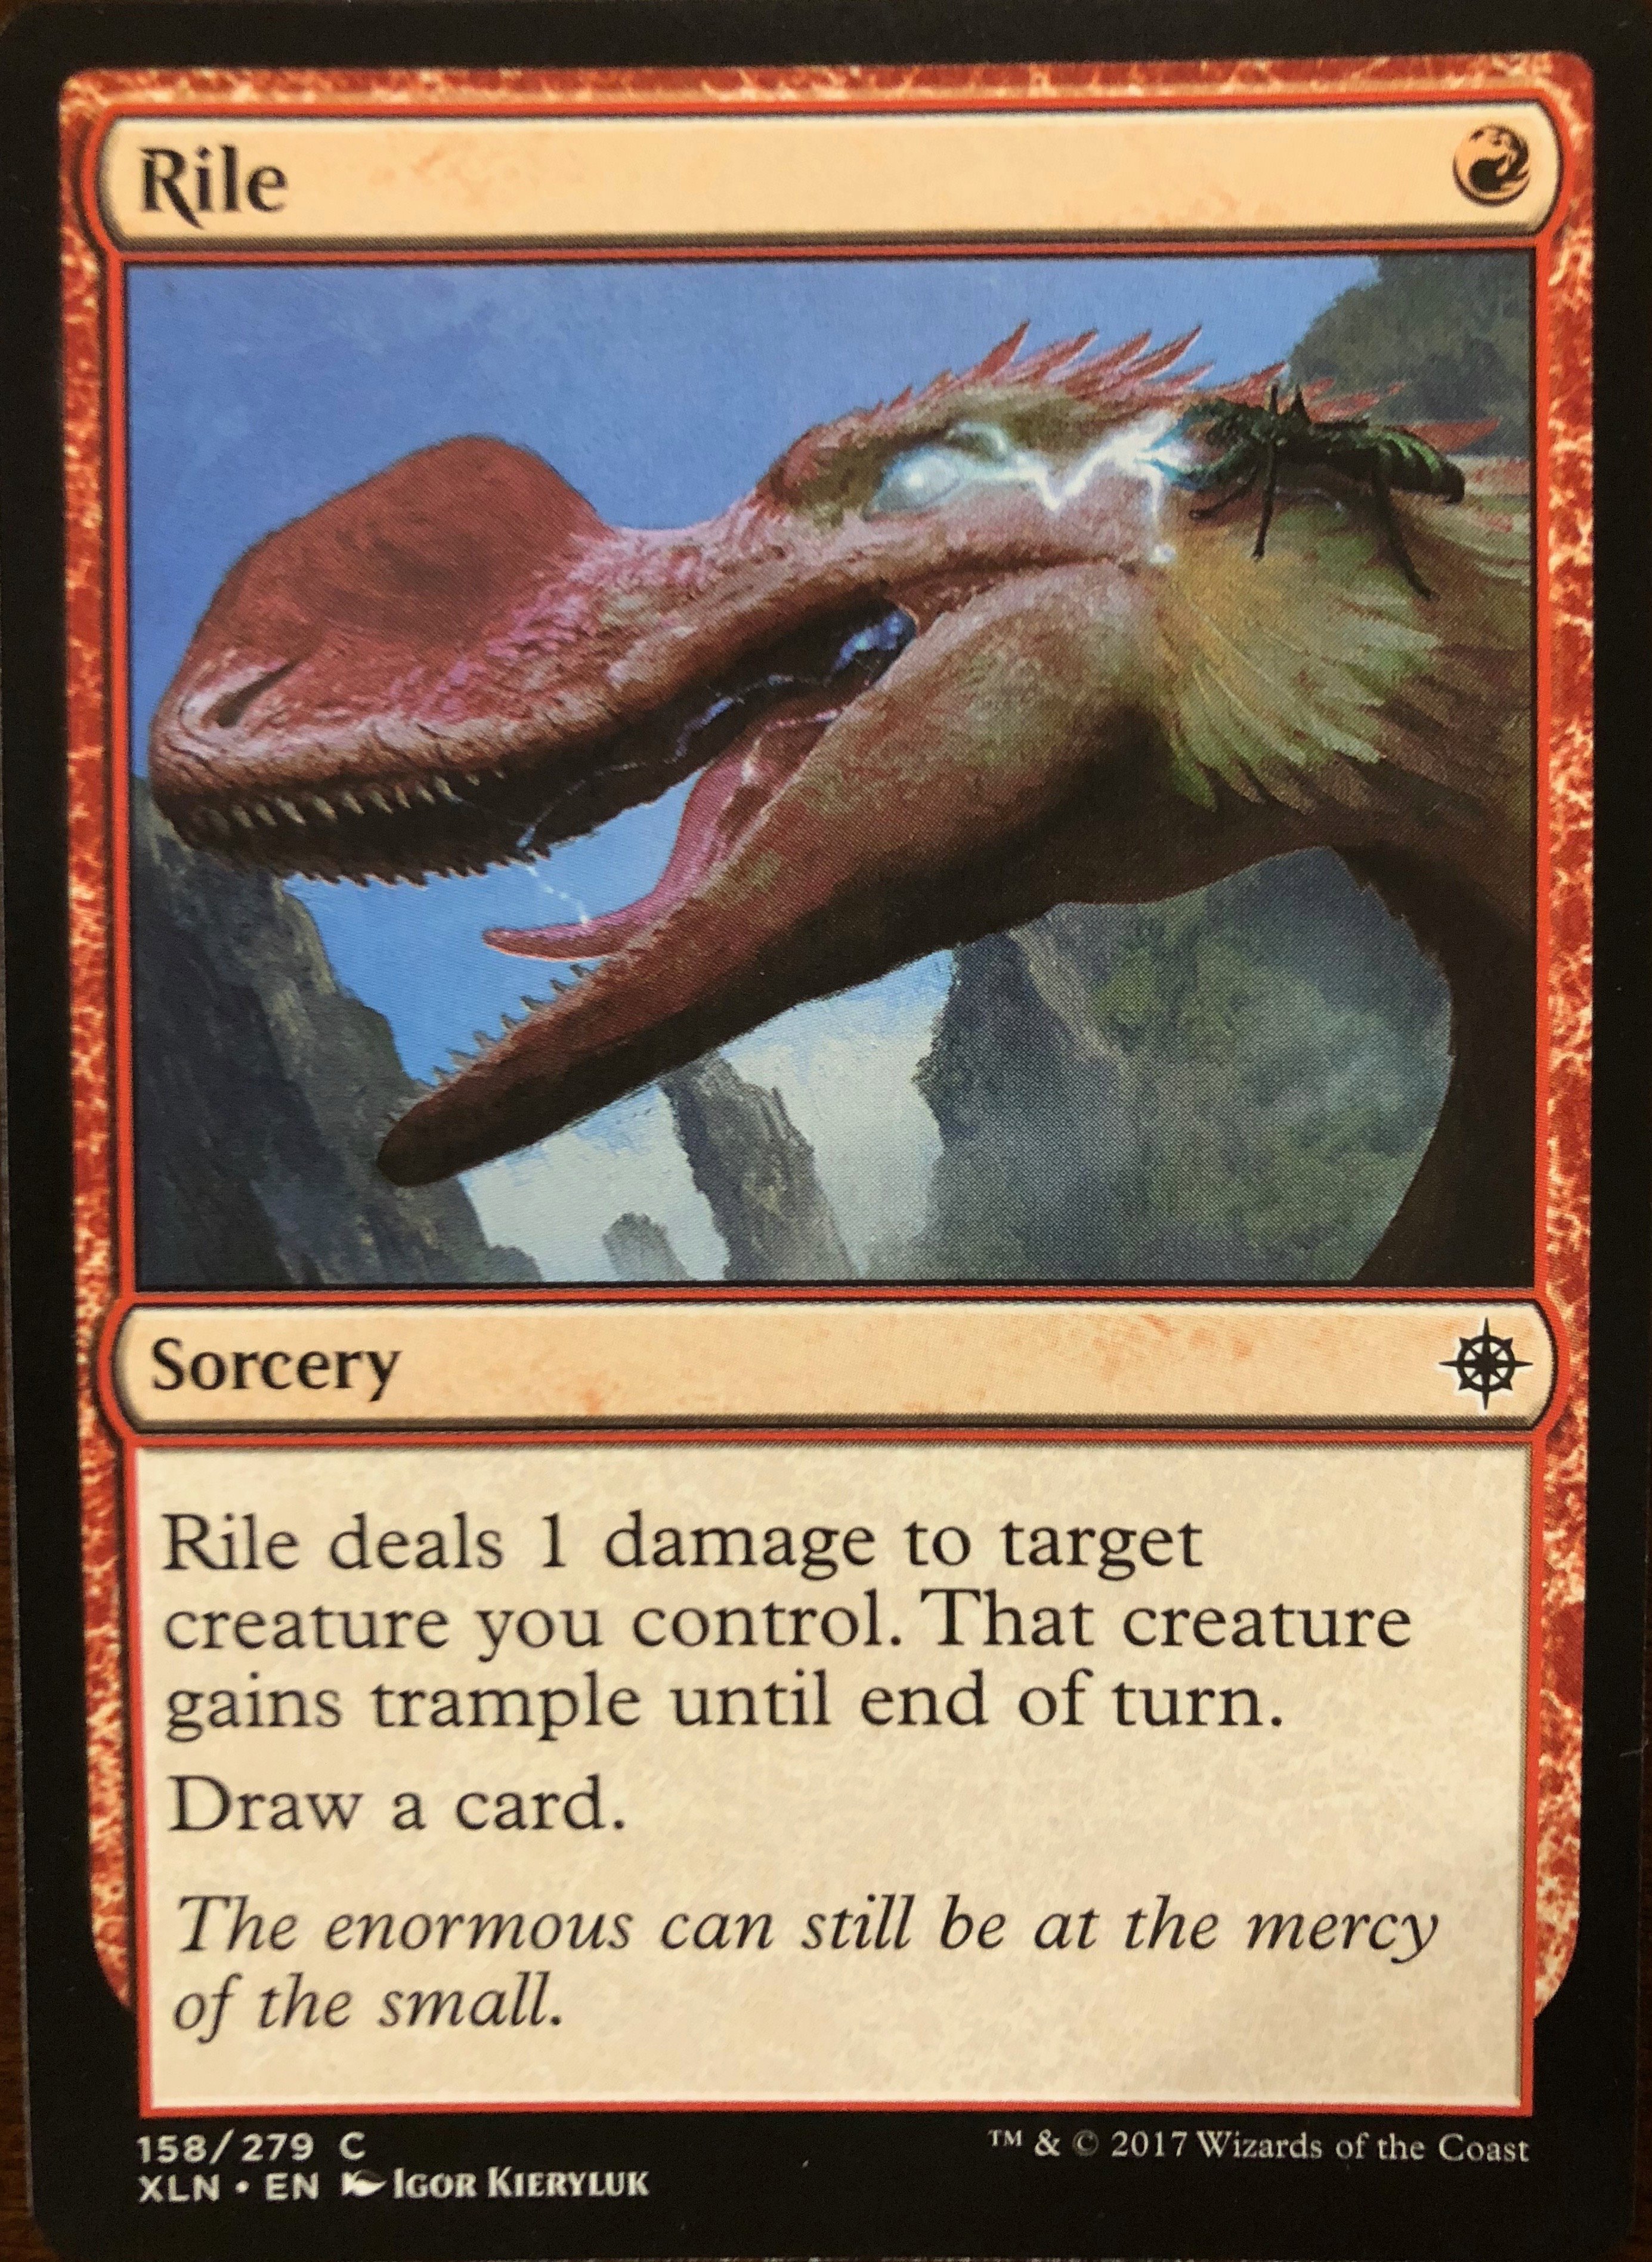 Rile
Sorcery
Rile deals 1 damage to target
creature you control. That creature
gains trample until end of turn.
Draw a card.
The enormous can still be at the mercy
of the small.
158/279 C
XLN • EN IGOR KIERYLUK
™ & © 2017 Wizards of the Coast